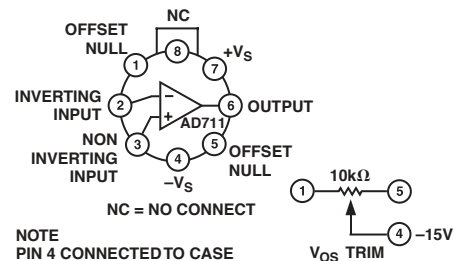 NC
OFFSET
NULL
8
1
7
+VS
INVERTING
INPUT
2
−
6
OUTPUT
+
AD711
NON
INVERTING
INPUT
3
5
OFFSET
NULL
4
−VS
NC = NO CONNECT
10kΩ
1
5
4
−15V
VOS TRIM
NOTE
PIN 4 CONNECTED TO CASE